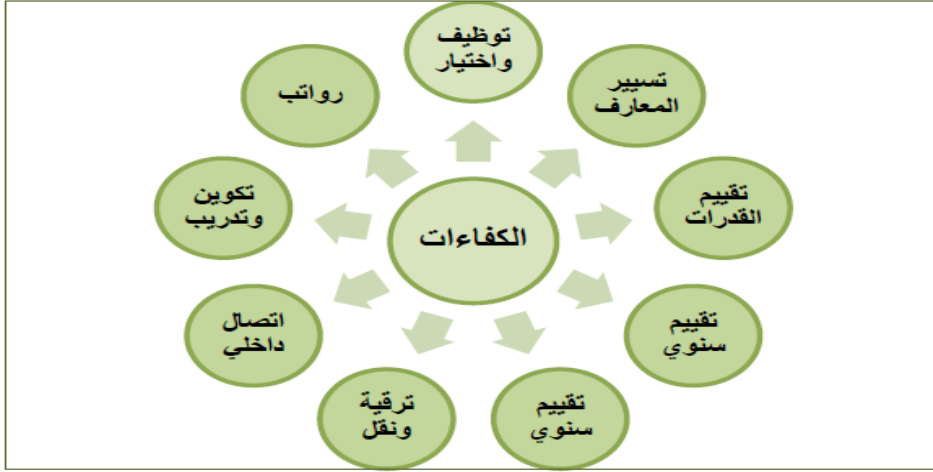 توظيف
واختيار
تسيير
المعارف
تقييم
القدرات
تقييم
سنوي
تقييم
سنوي
ترقية
ونقل
اتصال
داخلي
تكوين
وتدريب
رواتب
الكفاءات